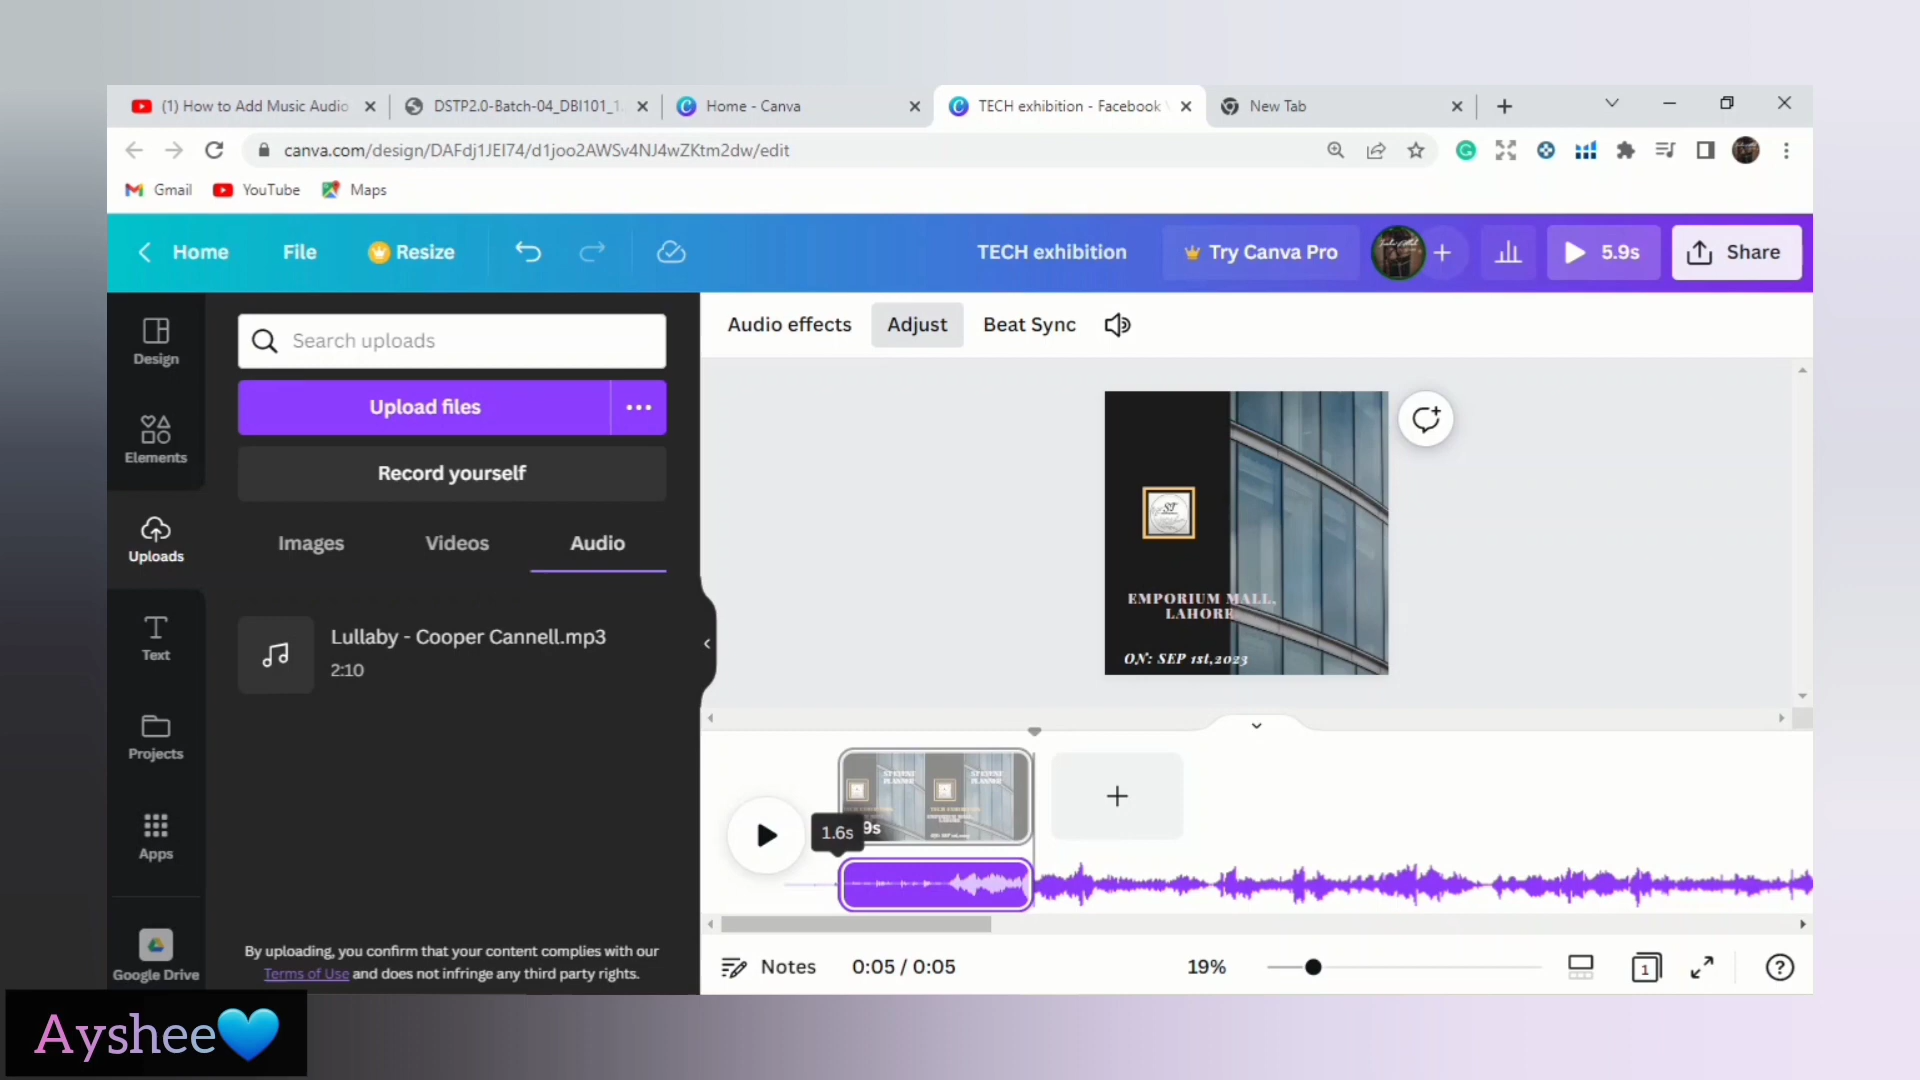 (1) How to Add Music Audio
DSTP2.0-Batch-04_DBI101_1
Home - Canva
TECH exhibition - Facebook
New Tab
canva.com/design/DAFdj1JEI74/d1joo2AWSv4NJ4wZKtm2dw/edit
Gmail
YouTube
Maps
Home
File
Resize
TECH exhibition
Try Canva Pro
5.9s
Share
Design
Elements
Uploads
Text
Projects
Apps
Google Drive
Search uploads
Upload files
Record yourself
Images
Videos
Audio
Lullaby - Cooper Cannell.mp3
2:10
By uploading, you confirm that your content complies with our
Terms of Use and does not infringe any third party rights.
Audio effects
Adjust
Beat Sync
ST
EMPORIUM MALL,
LAHORE
ON: SEP 1st,2023
1.6s
9s
Notes
0:05 / 0:05
19%
1
Ayshee